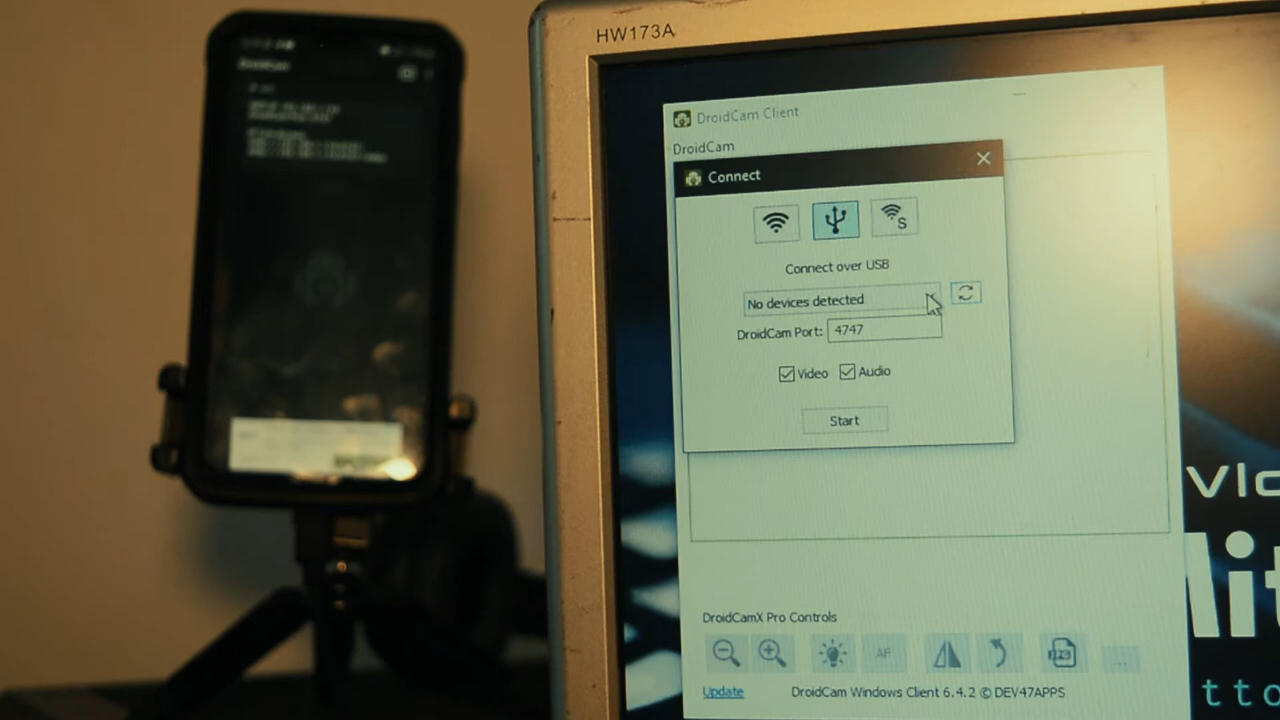 HW173A
DroidCam Client
DroidCam
Connect
S
Connect over USB
No devices detected
DroidCam Port: 4747
Video Audio
Start
DroidCamX Pro Controls
AF
...
Update DroidCam Windows Client 6.4.2 © DEV47APPS
DroidCam